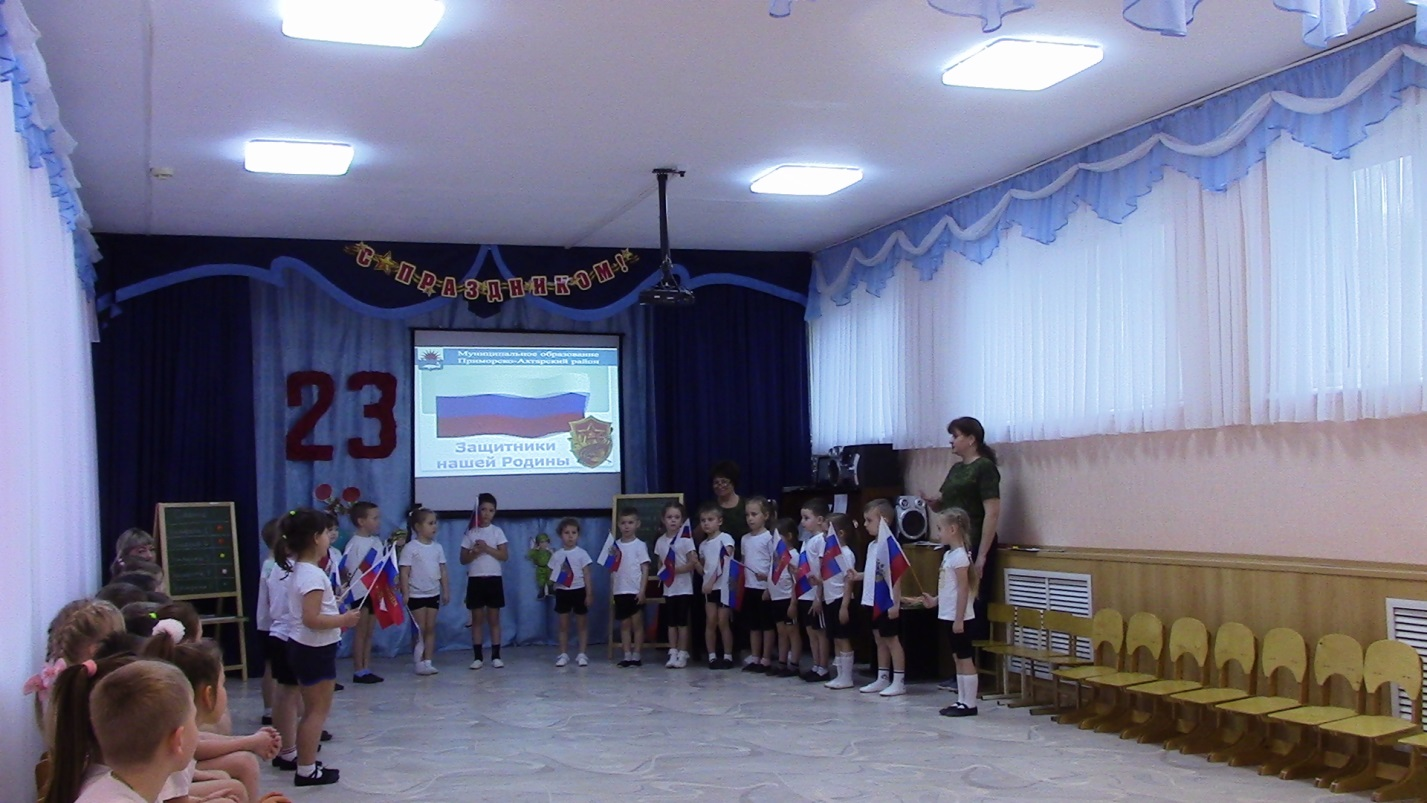 С ПРАЗДНИКОМ!
23
Муниципальное образование
Приморско-Ахтарский район
Защитники
нашей Родины